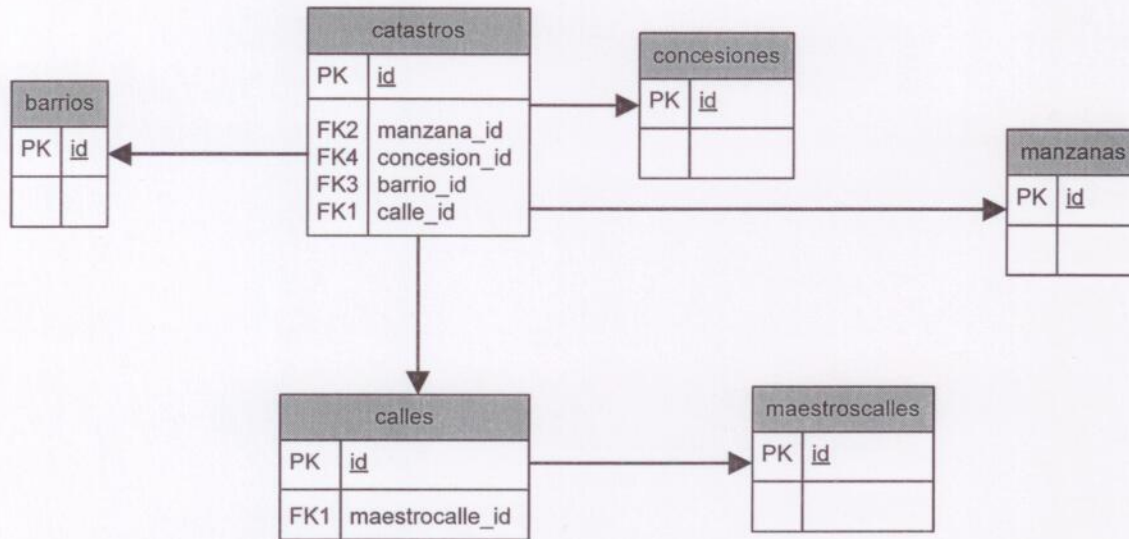 catastros
PK id
FK2 manzana_id
FK4 concesion_id
FK3 barrio_id
FK1 calle_id
concesiones
PK id
barrios
PK id
manzanas
PK id
calles
PK id
FK1 maestrocalle_id
maestroscalles
PK id